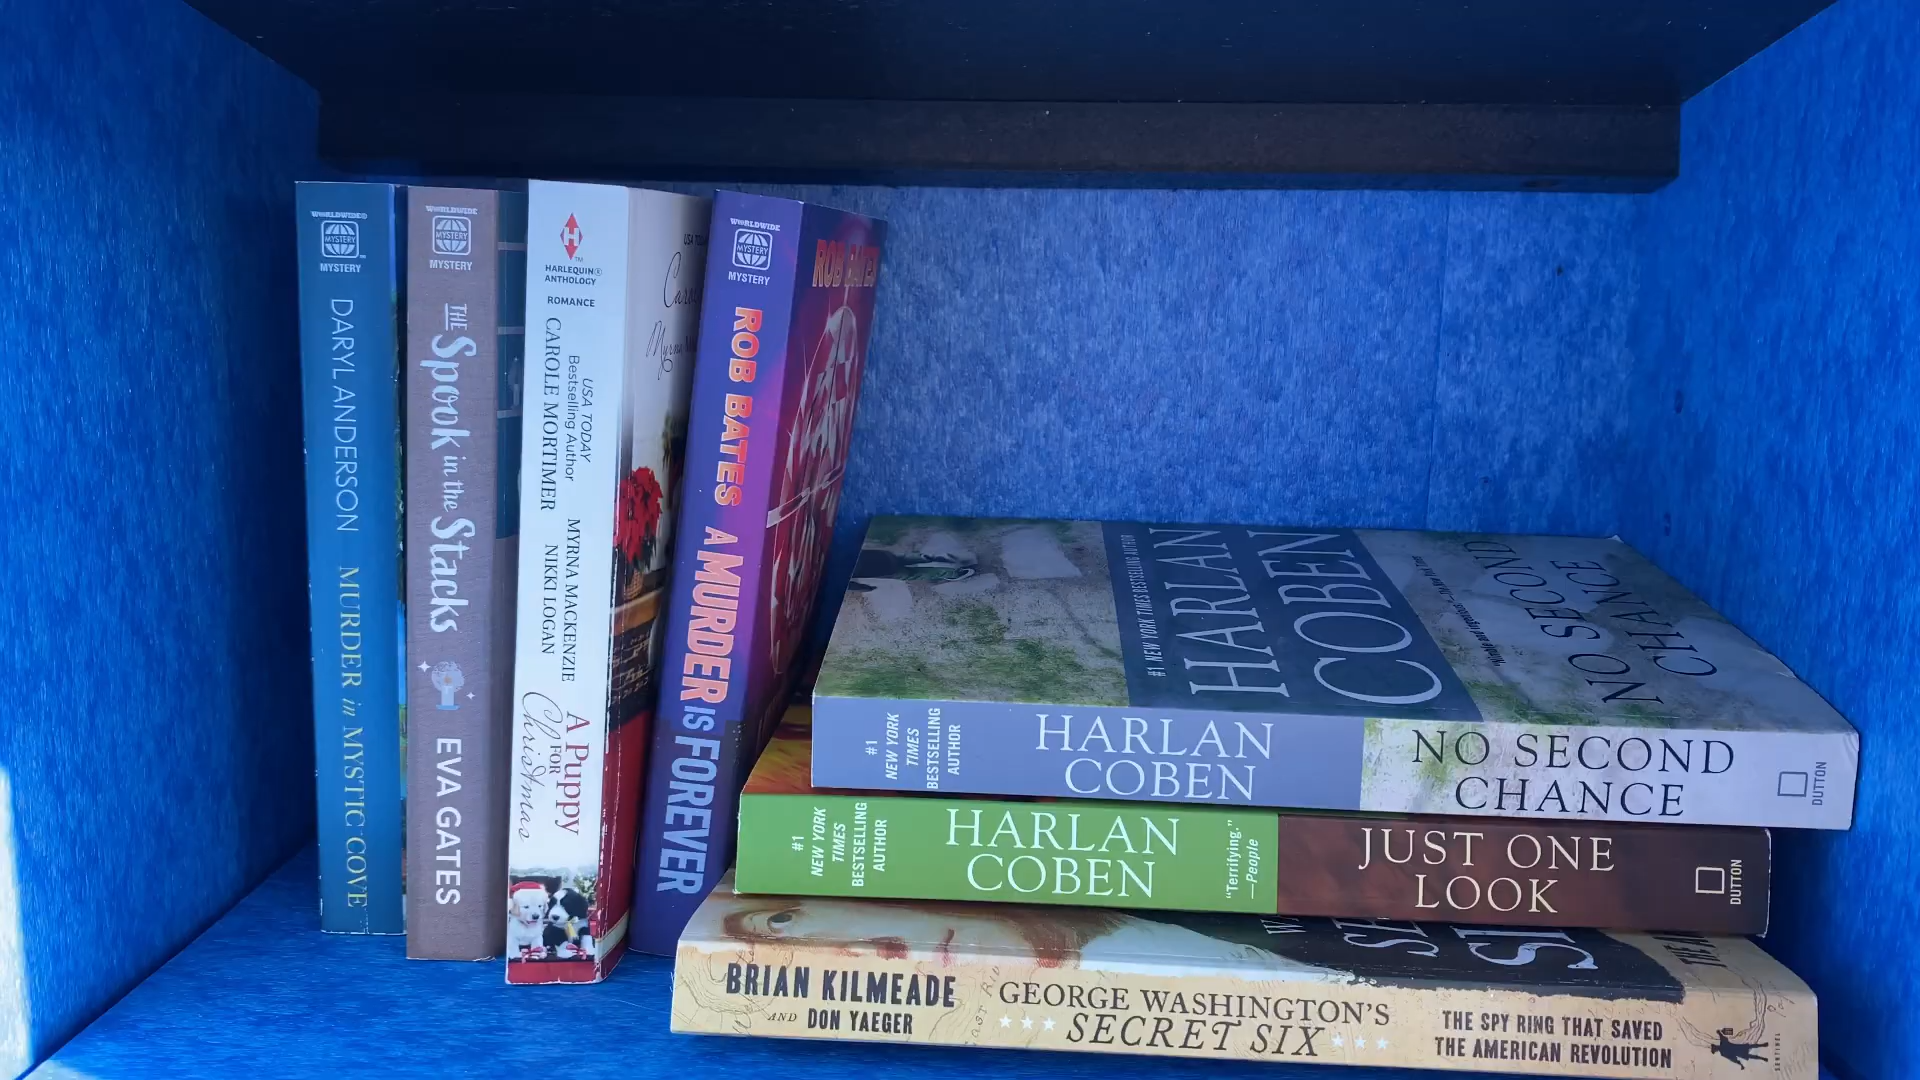 WORLDWIDE®
MYSTERY
MYSTERY
DARYL ANDERSON MURDER in MYSTIC COVE
WORLDWIDE
MYSTERY
MYSTERY
THE Spook in the Stacks
EVA GATES
H
TM
HARLEQUIN®
ANTHOLOGY
ROMANCE
USA TODAY
Bestselling Author
CAROLE MORTIMER
MYRNA MACKENZIE
NIKKI LOGAN
A Puppy
FOR
Christmas
USA TODAY
WORLDWIDE
MYSTERY
MYSTERY
ROB BATES A MURDER IS FOREVER
ROB BATES
#1 NEW YORK TIMES BESTSELLING AUTHOR
HARLAN
COBEN
NO SECOND
CHANCE
#1
NEW YORK
TIMES
BESTSELLING
AUTHOR
HARLAN
COBEN
NO SECOND
CHANCE
DUTTON
#1
NEW YORK
TIMES
BESTSELLING
AUTHOR
HARLAN
COBEN
"Terrifying."
—People
JUST ONE
LOOK
DUTTON
BRIAN KILMEADE
AND DON YAEGER
GEORGE WASHINGTON'S
SECRET SIX
THE SPY RING THAT SAVED
THE AMERICAN REVOLUTION
SENTINEL